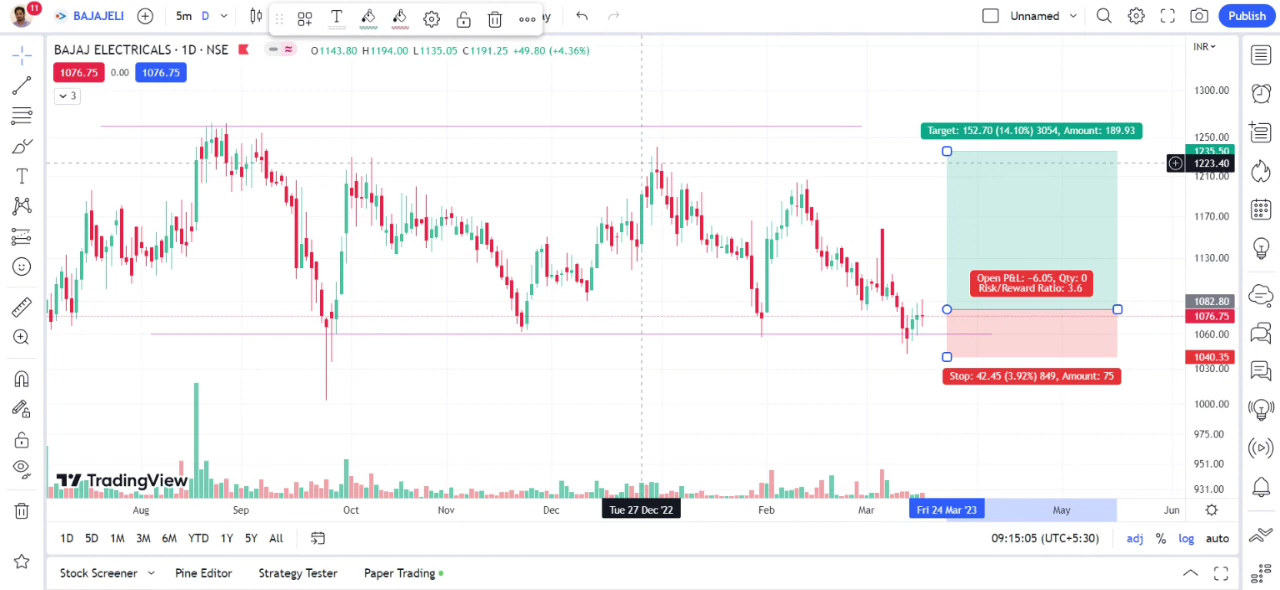 11
BAJAJELI
5m D
y
Unnamed
Publish
BAJAJ ELECTRICALS · 1D · NSE
O1143.80 H1194.00 L1135.05 C1191.25 +49.80 (+4.36%)
INR
1076.75 0.00 1076.75
3
1300.00
1250.00
1235.50
1223.40
1210.00
1170.00
1130.00
1082.80
1076.75
1060.00
1040.35
1030.00
1000.00
975.00
951.00
931.00
Target: 152.70 (14.10%) 3054, Amount: 189.93
Open P&L: −6.05, Qty: 0
Risk/Reward Ratio: 3.6
Stop: 42.45 (3.92%) 849, Amount: 75
TradingView
Aug Sep Oct Nov Dec Tue 27 Dec '22 Feb Mar Fri 24 Mar '23 May Jun
1D 5D 1M 3M 6M YTD 1Y 5Y All
09:15:05 (UTC+5:30) adj % log auto
Stock Screener Pine Editor Strategy Tester Paper Trading